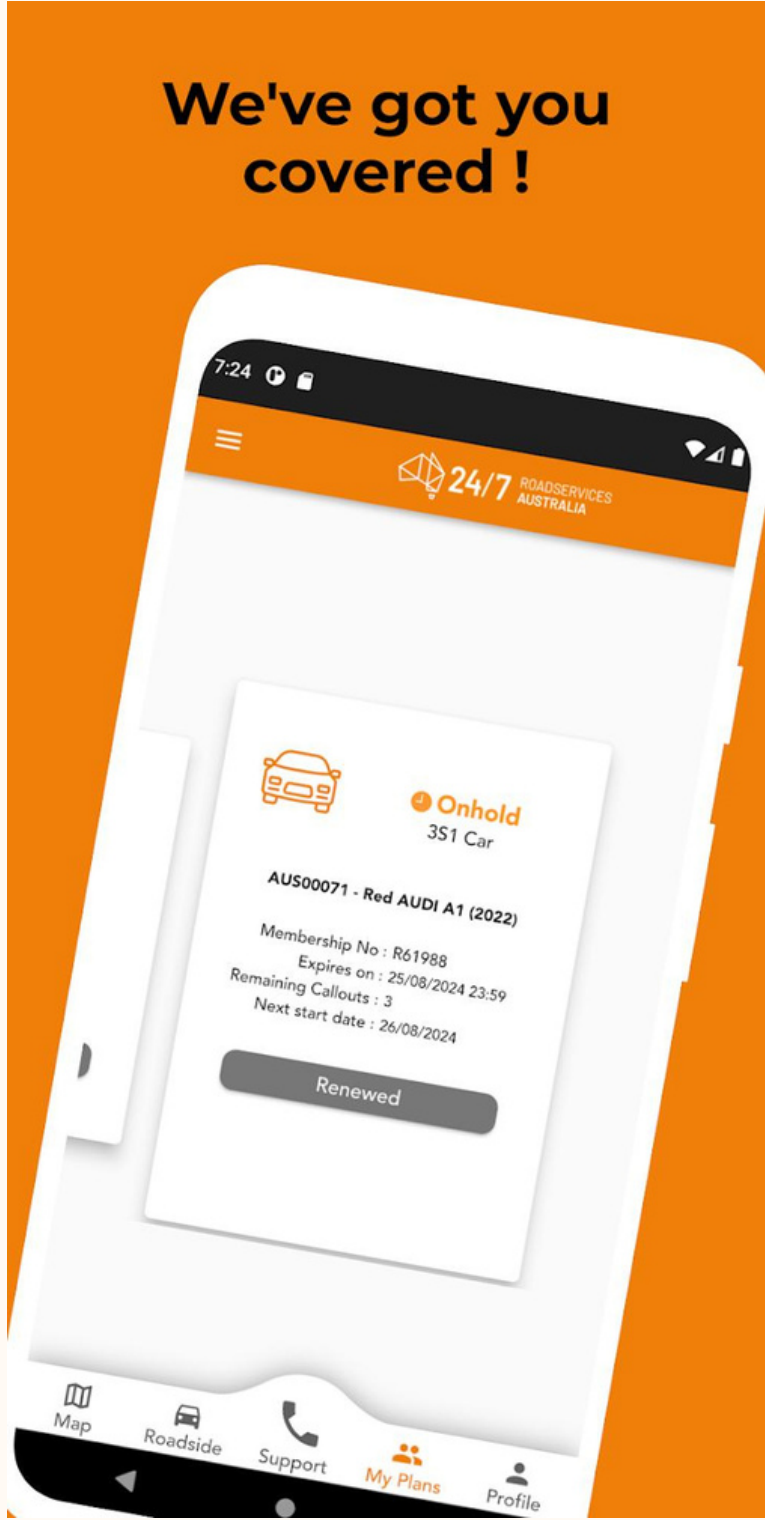 We've got you
covered !
7:24
24/7 ROADSERVICES
AUSTRALIA
Onhold
3S1 Car
AUS00071 - Red AUDI A1 (2022)
Membership No : R61988
Expires on : 25/08/2024 23:59
Remaining Callouts : 3
Next start date : 26/08/2024
Renewed
Map
Roadside
Support
My Plans
Profile